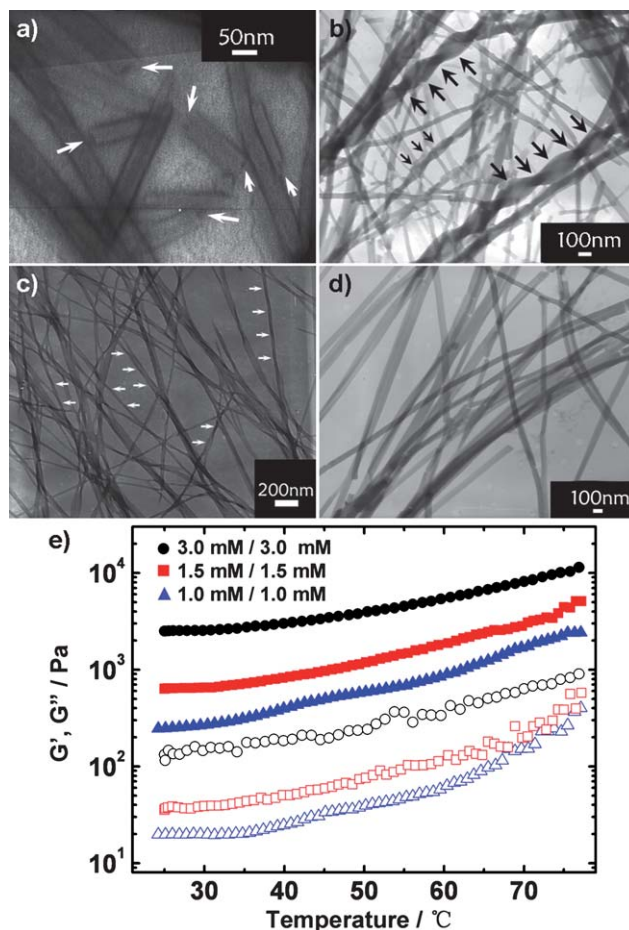 a)
50nm
b)
100nm
c)
200nm
d)
100nm
e)
3.0 mM / 3.0 mM
1.5 mM / 1.5 mM
1.0 mM / 1.0 mM
G', G'' / Pa
10⁴
10³
10²
10¹
30 40 50 60 70
Temperature / ℃